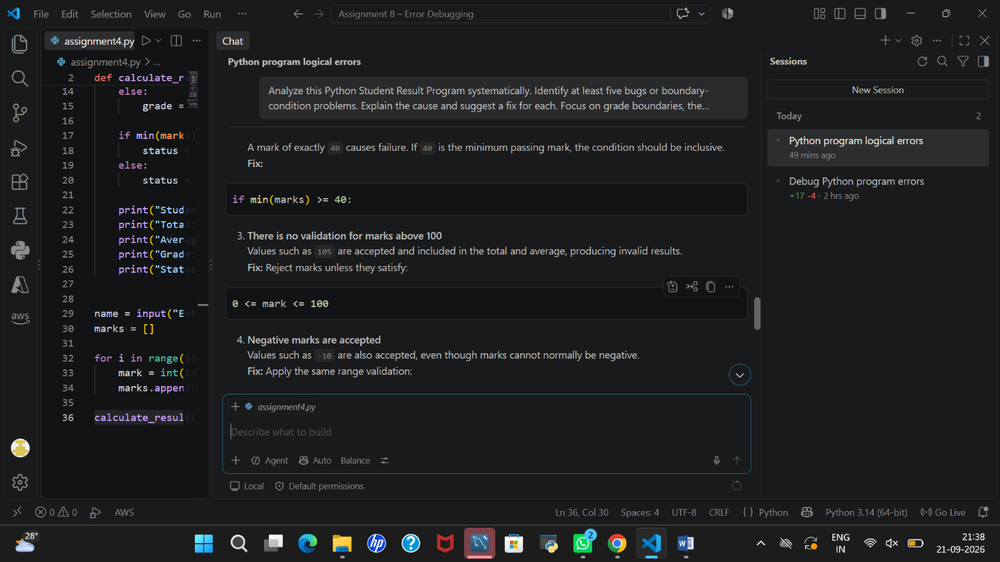 File Edit Selection View Go Run ···
Assignment 8 – Error Debugging
assignment4.py
assignment4.py > ...
2 def calculate_r
14 else:
15 grade =
16
17 if min(marks)
18 status =
19 else:
20 status =
21
22 print("Studen
23 print("Total:
24 print("Averag
25 print("Grade:
26 print("Status
27
28
29 name = input("Ent
30 marks = []
31
32 for i in range(3)
33 mark = int(in
34 marks.append(
35
36 calculate_result(
Chat
Python program logical errors
Analyze this Python Student Result Program systematically. Identify at least five bugs or boundary-
condition problems. Explain the cause and suggest a fix for each. Focus on grade boundaries, the...
A mark of exactly 40 causes failure. If 40 is the minimum passing mark, the condition should be inclusive.
Fix:
if min(marks) >= 40:
3. There is no validation for marks above 100
Values such as 105 are accepted and included in the total and average, producing invalid results.
Fix: Reject marks unless they satisfy:
0 <= mark <= 100
4. Negative marks are accepted
Values such as -10 are also accepted, even though marks cannot normally be negative.
Fix: Apply the same range validation:
assignment4.py
Describe what to build
Agent Auto Balance
Local Default permissions
Sessions
New Session
Today 2
Python program logical errors
49 mins ago
Debug Python program errors
+17 -4 · 2 hrs ago
aws
0 0 AWS
Ln 36, Col 30 Spaces: 4 UTF-8 CRLF { } Python Python 3.14 (64-bit) Go Live
28°
hp
2
ENG
IN
21:38
21-09-2026